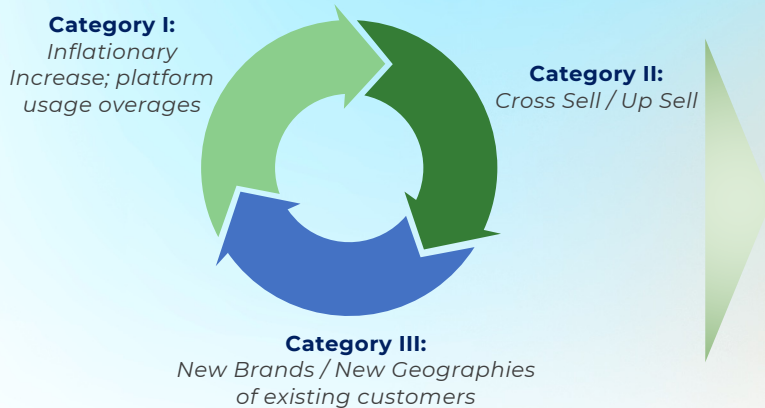 Category I:
Inflationary
Increase; platform
usage overages
Category II:
Cross Sell / Up Sell
Category III:
New Brands / New Geographies
of existing customers